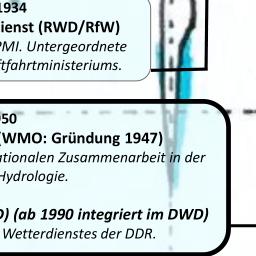 1934
ienst (RWD/RfW)
PMI. Untergeordnete
ftfahrtministeriums.
950
(WMO: Gründung 1947)
ationalen Zusammenarbeit in der
Hydrologie.
D) (ab 1990 integriert im DWD)
Wetterdienstes der DDR.